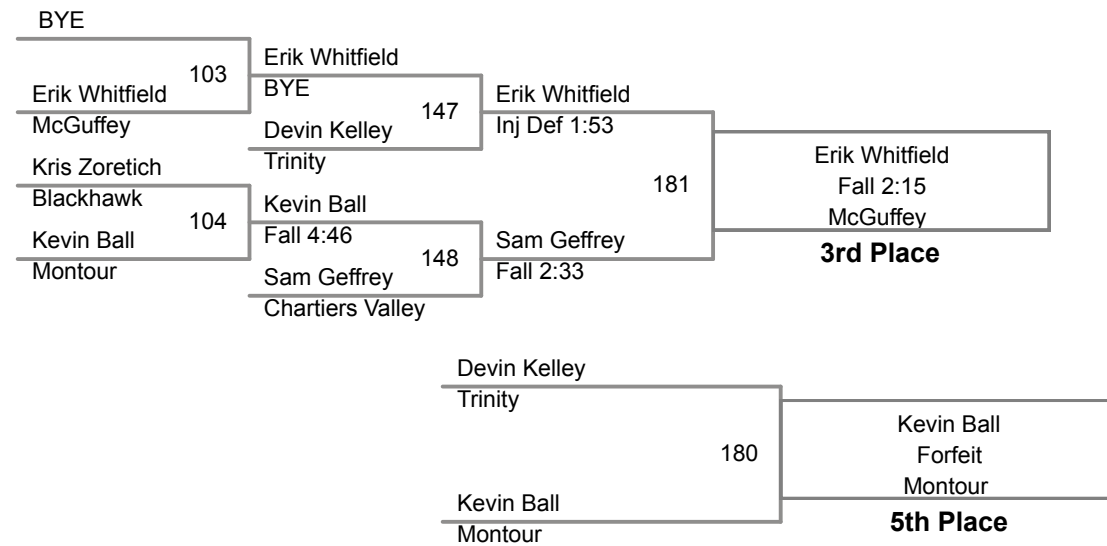 BYE
103
Erik Whitfield
McGuffey
Kris Zoretich
Blackhawk
104
Kevin Ball
Montour
Erik Whitfield
BYE
147
Devin Kelley
Trinity
Kevin Ball
Fall 4:46
148
Sam Geffrey
Chartiers Valley
Erik Whitfield
Inj Def 1:53
181
Sam Geffrey
Fall 2:33
Erik Whitfield
Fall 2:15
McGuffey
3rd Place
Devin Kelley
Trinity
180
Kevin Ball
Montour
Kevin Ball
Forfeit
Montour
5th Place